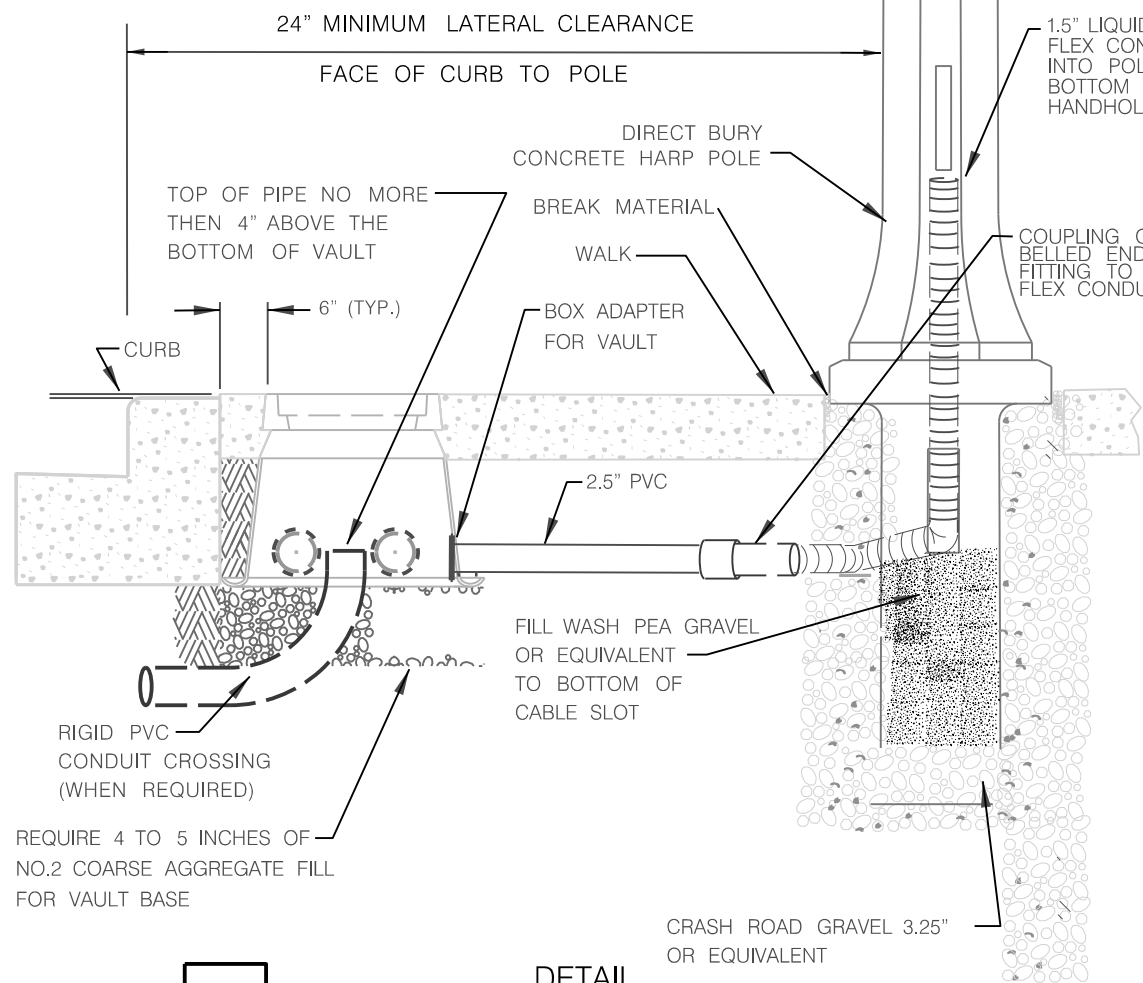 24" MINIMUM LATERAL CLEARANCE
FACE OF CURB TO POLE
1.5" LIQUID
FLEX CON
INTO POL
BOTTOM
HANDHOL
DIRECT BURY
CONCRETE HARP POLE
TOP OF PIPE NO MORE
THEN 4" ABOVE THE
BOTTOM OF VAULT
BREAK MATERIAL
WALK
COUPLING
BELLED END
FITTING TO
FLEX CONDU
6" (TYP.)
BOX ADAPTER
FOR VAULT
CURB
2.5" PVC
FILL WASH PEA GRAVEL
OR EQUIVALENT
TO BOTTOM OF
CABLE SLOT
RIGID PVC
CONDUIT CROSSING
(WHEN REQUIRED)
REQUIRE 4 TO 5 INCHES OF
NO.2 COARSE AGGREGATE FILL
FOR VAULT BASE
CRASH ROAD GRAVEL 3.25"
OR EQUIVALENT
DETAIL